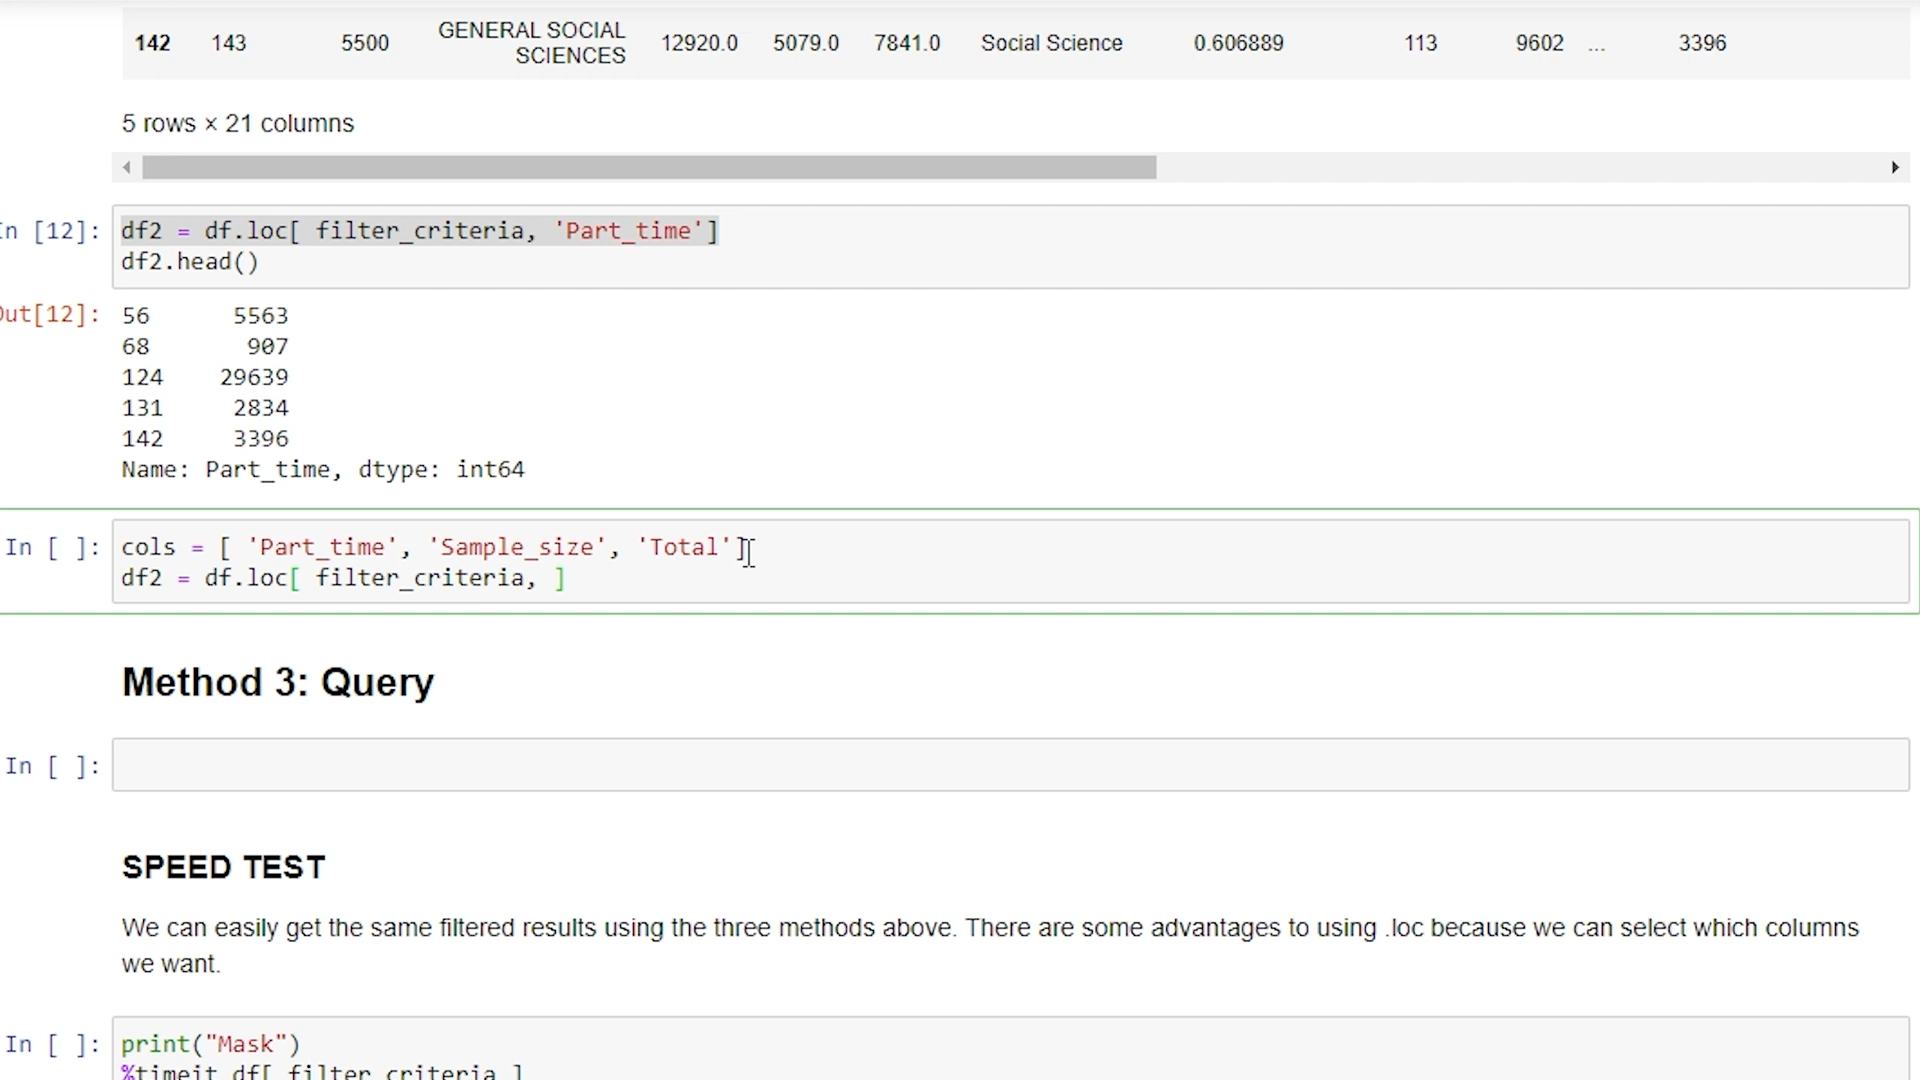 142 143 5500 GENERAL SOCIAL SCIENCES 12920.0 5079.0 7841.0 Social Science 0.606889 113 9602 ... 3396
5 rows × 21 columns
In [12]: df2 = df.loc[ filter_criteria, 'Part_time']
df2.head()
Out[12]: 56 5563
68 907
124 29639
131 2834
142 3396
Name: Part_time, dtype: int64
In [ ]: cols = [ 'Part_time', 'Sample_size', 'Total']
df2 = df.loc[ filter_criteria, ]
Method 3: Query
In [ ]:
SPEED TEST
We can easily get the same filtered results using the three methods above. There are some advantages to using .loc because we can select which columns
we want.
In [ ]: print("Mask")
%timeit df[ filter_criteria ]